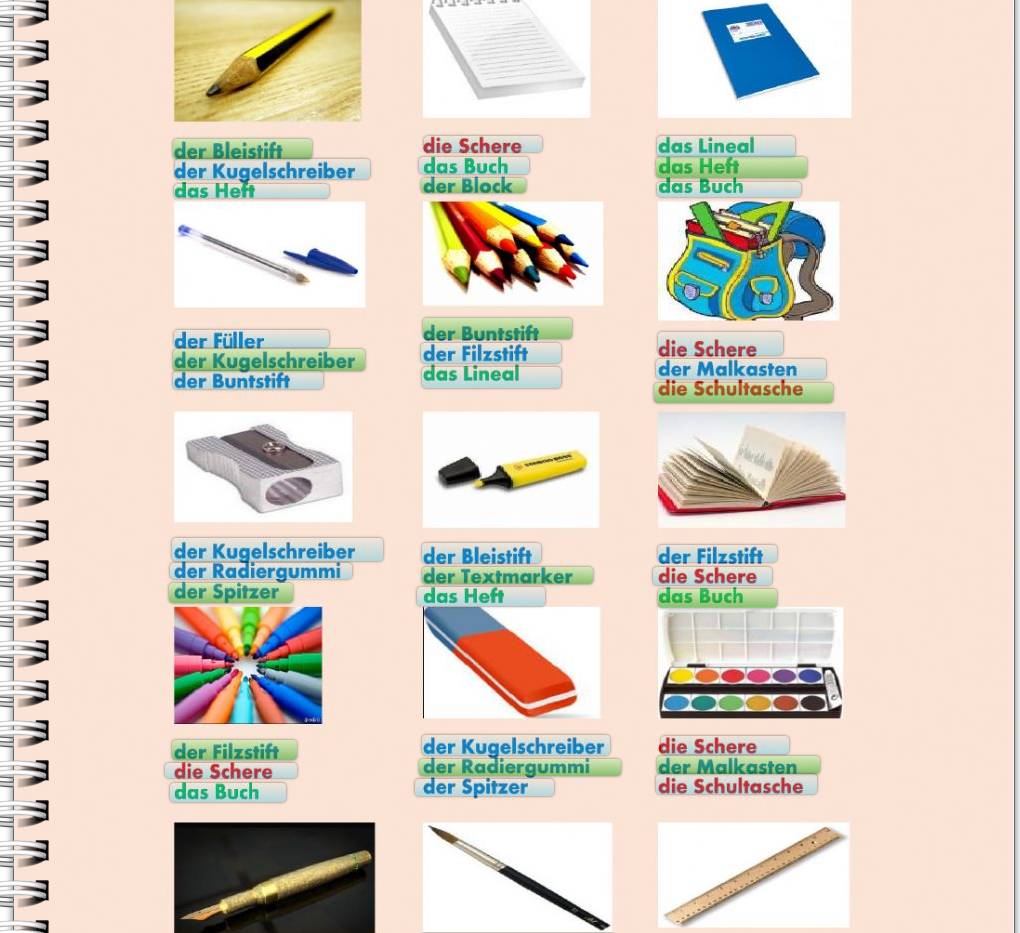 der Bleistift
der Kugelschreiber
das Heft
die Schere
das Buch
der Block
das Lineal
das Heft
das Buch
der Füller
der Kugelschreiber
der Buntstift
der Buntstift
der Filzstift
das Lineal
die Schere
der Malkasten
die Schultasche
der Kugelschreiber
der Radiergummi
der Spitzer
der Bleistift
der Textmarker
das Heft
der Filzstift
die Schere
das Buch
der Filzstift
die Schere
das Buch
der Kugelschreiber
der Radiergummi
der Spitzer
die Schere
der Malkasten
die Schultasche